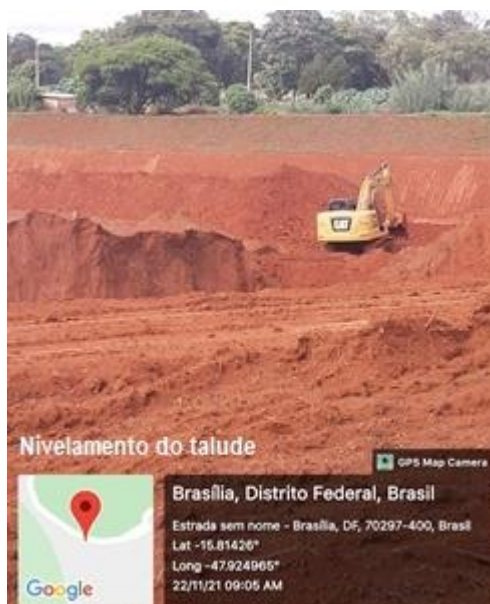 CAT
Nivelamento do talude
GPS Map Camera
Brasília, Distrito Federal, Brasil
Estrada sem nome - Brasília, DF, 70297-400, Brasil
Lat -15.81426°
Long -47.924965°
22/11/21 09:05 AM
Google